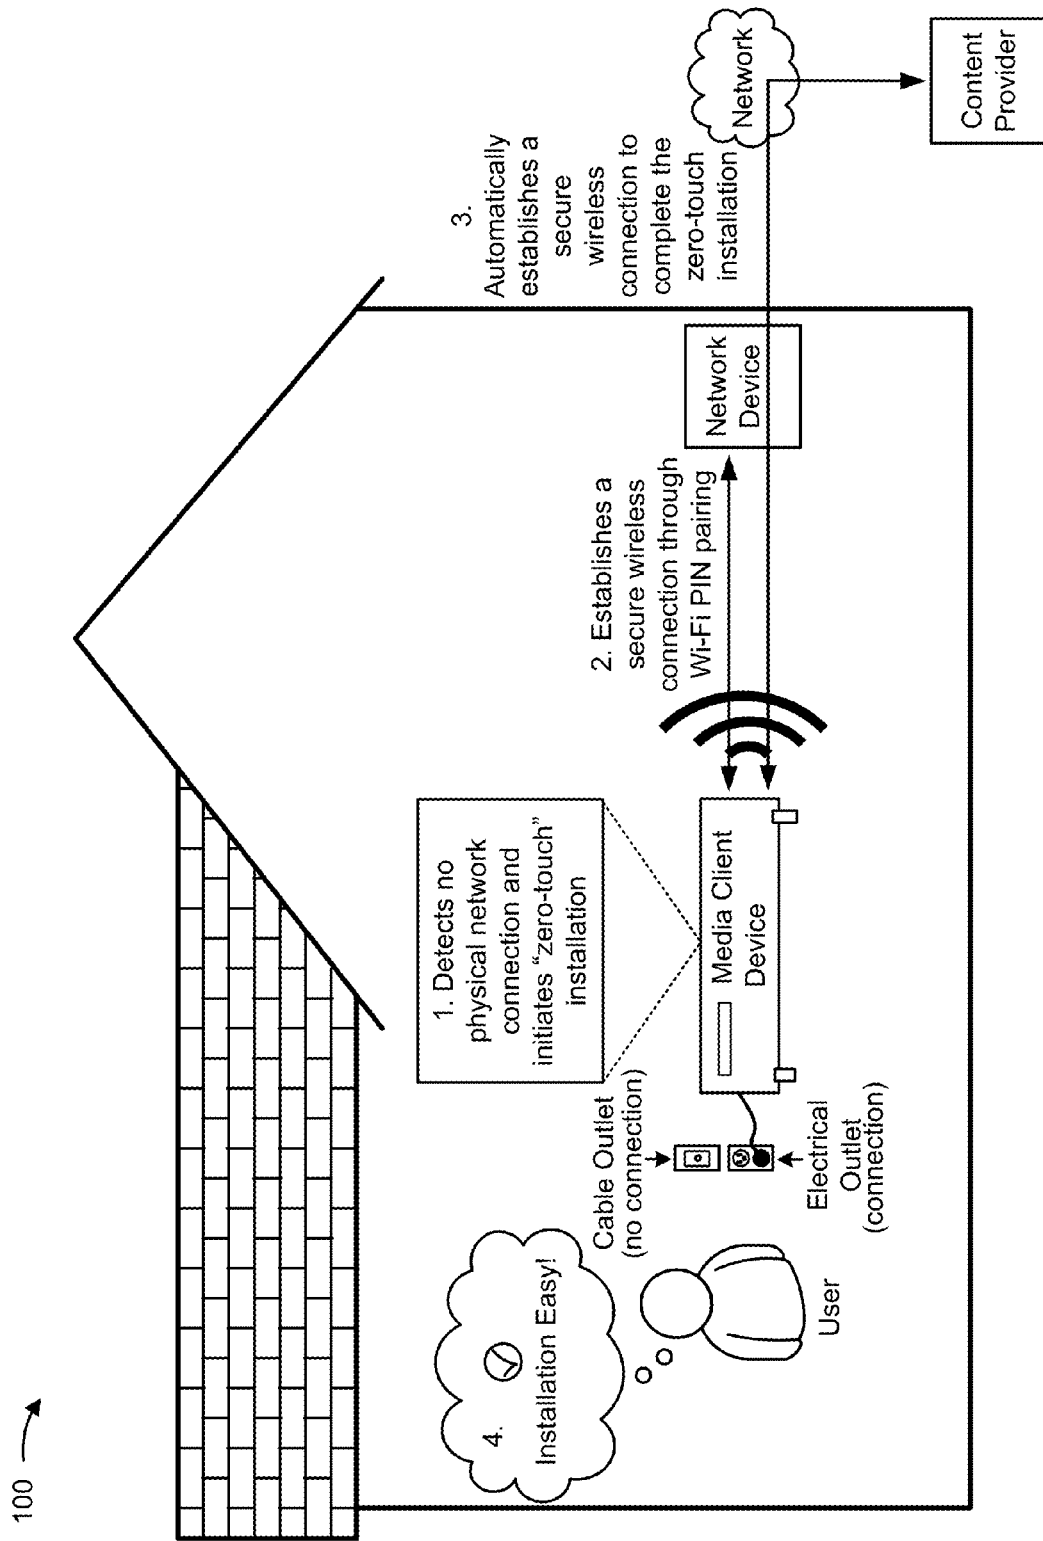 100
4.
Installation Easy!
User
Cable Outlet
(no connection)
Electrical
Outlet
(connection)
1. Detects no
physical network
connection and
initiates “zero-touch”
installation
Media Client
Device
2. Establishes a
secure wireless
connection through
Wi-Fi PIN pairing
Network
Device
3.
Automatically
establishes a
secure
wireless
connection to
complete the
zero-touch
installation
Network
Content
Provider